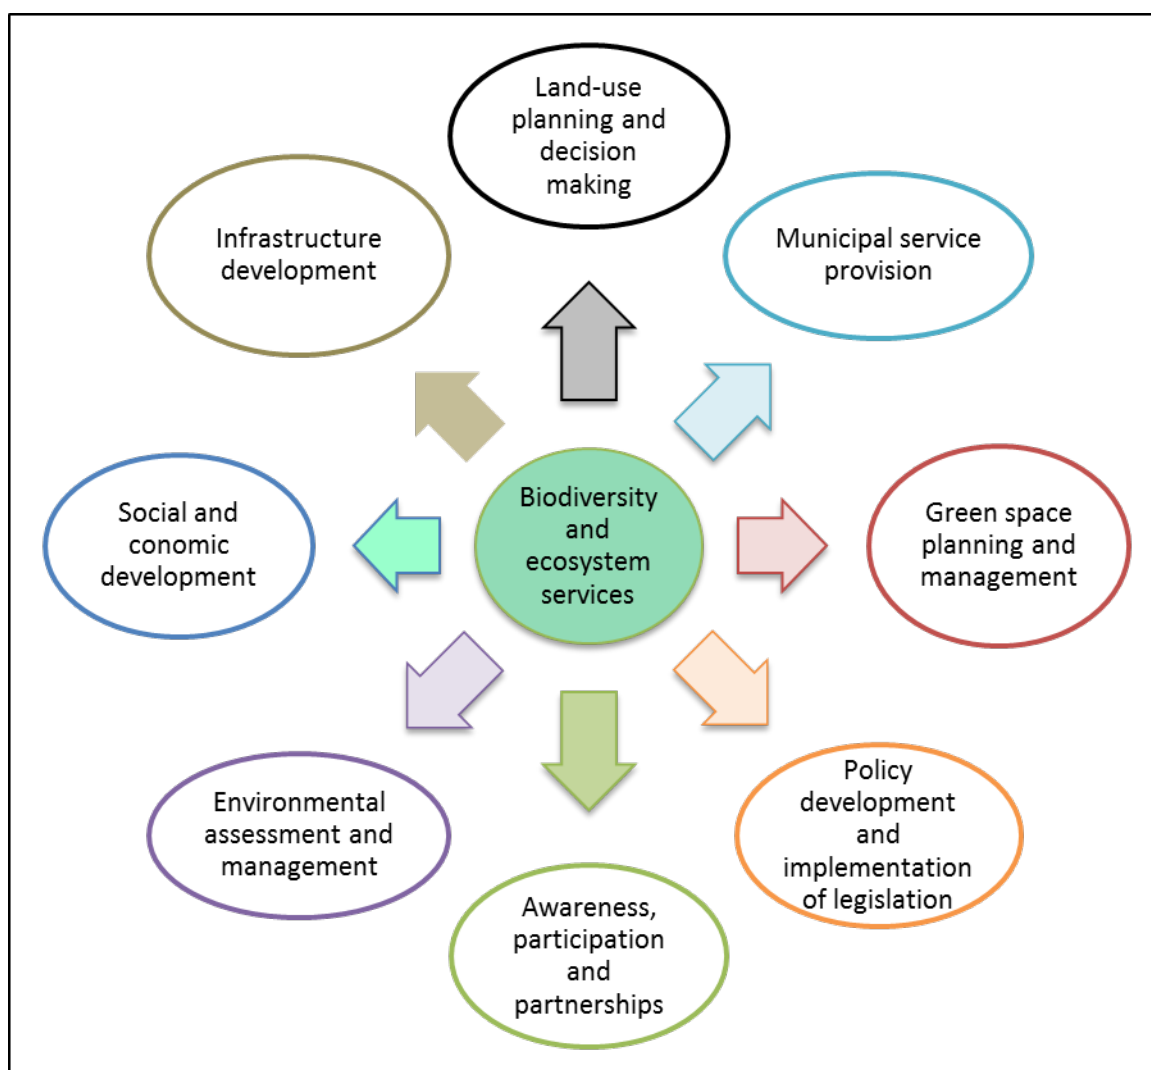 Land-use
planning and
decision
making
Infrastructure
development
Municipal service
provision
Biodiversity
and
ecosystem
services
Social and
conomic
development
Green space
planning and
management
Environmental
assessment and
management
Policy
development
and
implementation
of legislation
Awareness,
participation
and
partnerships